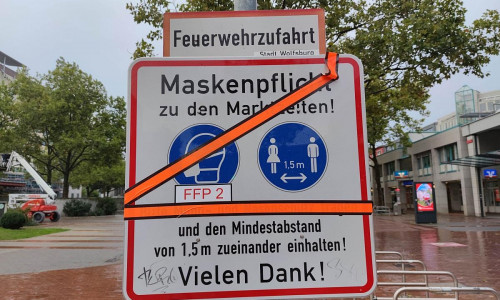 Feuerwehrzufahrt
Stadt Wolfsburg
Maskenpflicht
zu den Marktzeiten!
1,5 m
FFP 2
und den Mindestabstand
von 1,5 m zueinander einhalten!
Vielen Dank!